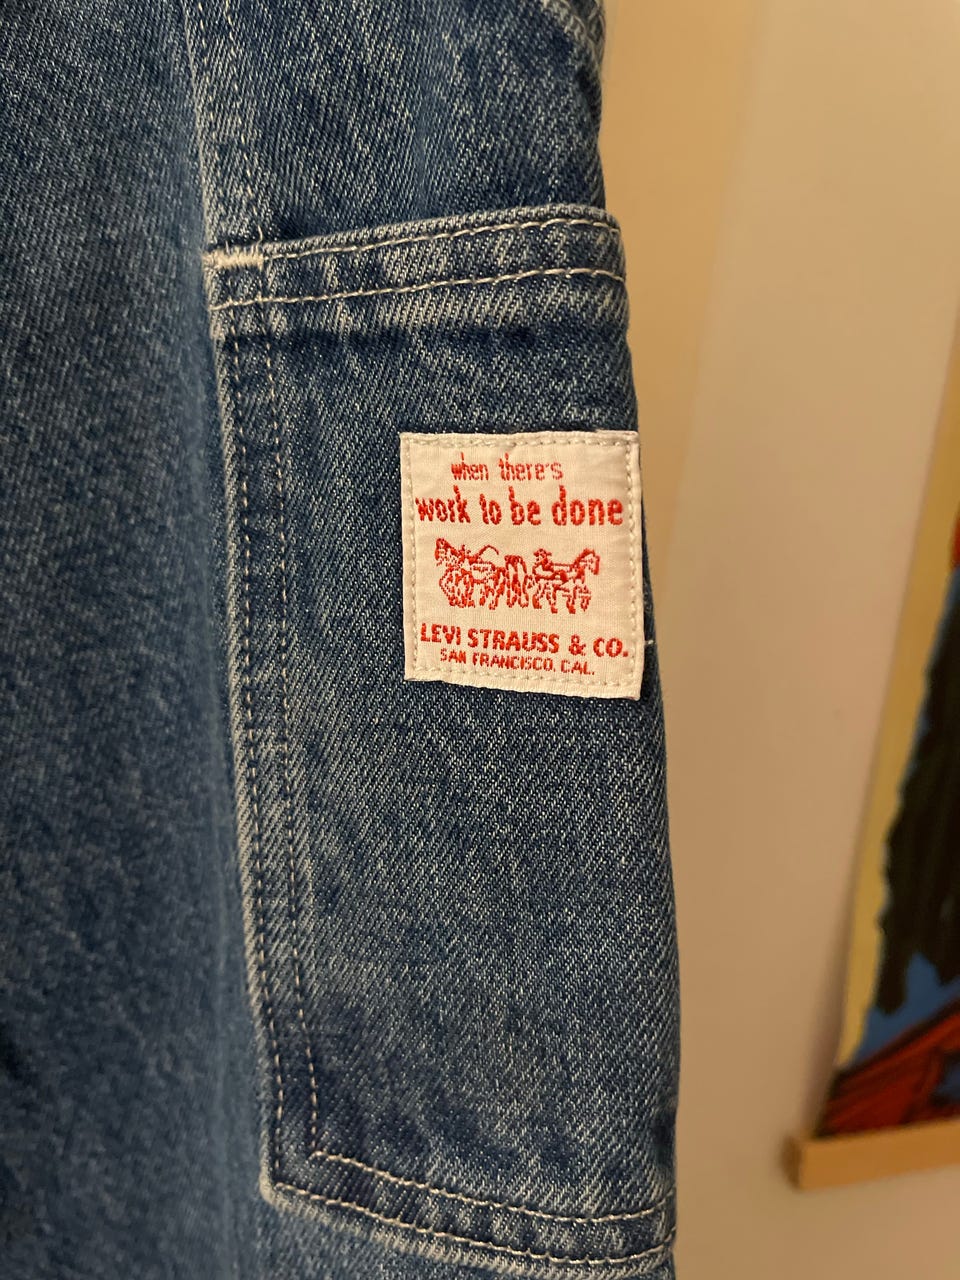 when there's
work to be done
LEVI STRAUSS & CO.
SAN FRANCISCO. CAL.